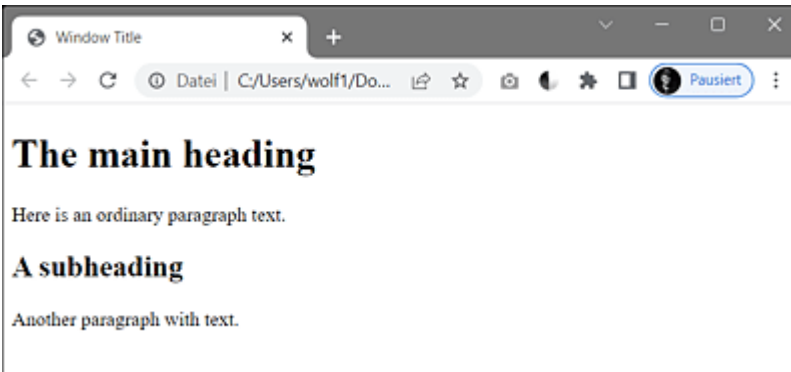 Window Title
Datei | C:/Users/wolf1/Do... Pausiert
The main heading
Here is an ordinary paragraph text.
A subheading
Another paragraph with text.